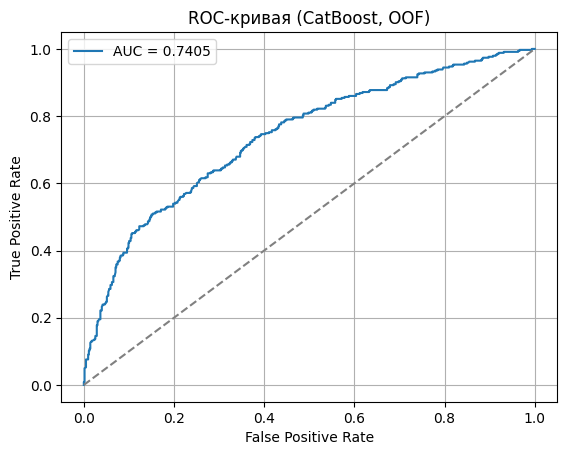 ROC-кривая (CatBoost, OOF)
AUC = 0.7405
1.0
0.8
0.6
0.4
0.2
0.0
True Positive Rate
0.0 0.2 0.4 0.6 0.8 1.0
False Positive Rate